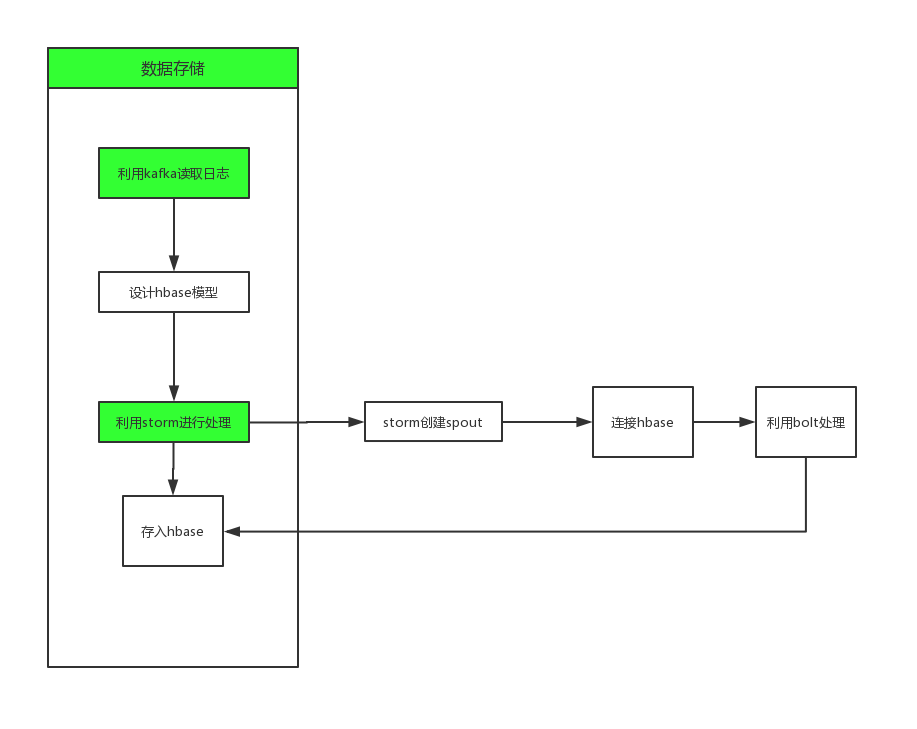 数据存储
利用kafka读取日志
设计hbase模型
利用storm进行处理
storm创建spout
连接hbase
利用bolt处理
存入hbase